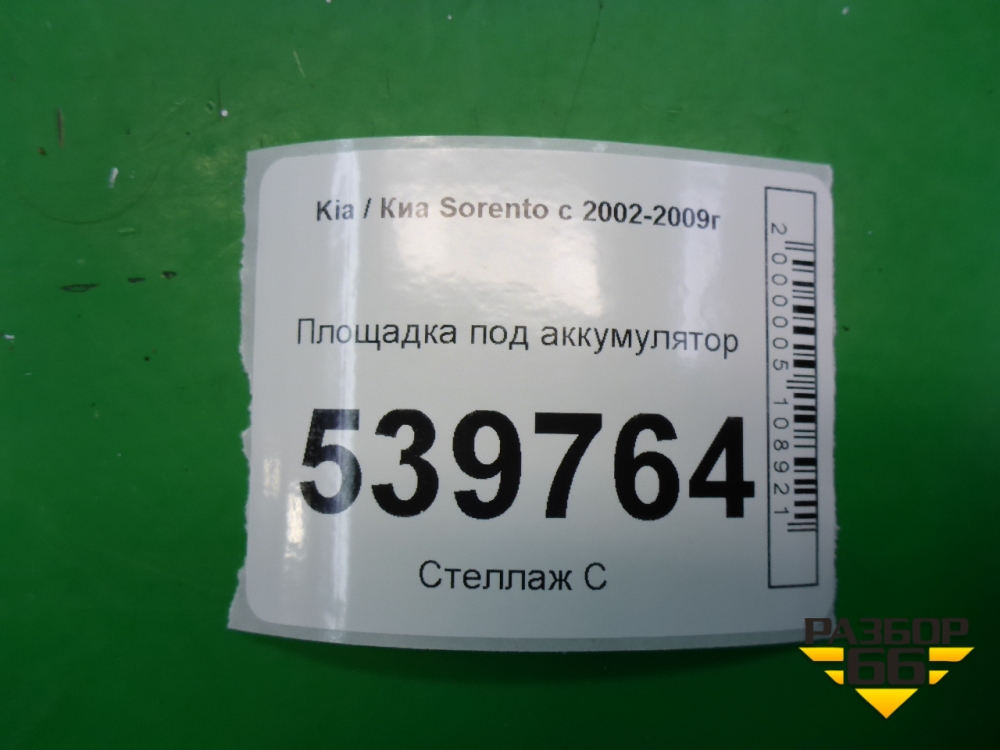 Kia / Киа Sorento с 2002-2009г
Площадка под аккумулятор
539764
Стеллаж С
2000005108921
РАЗБОР
66